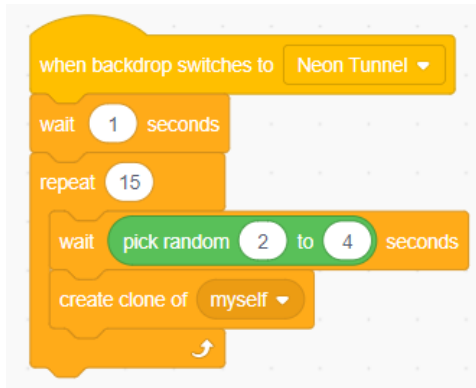 when backdrop switches to Neon Tunnel
wait 1 seconds
repeat 15
wait pick random 2 to 4 seconds
create clone of myself